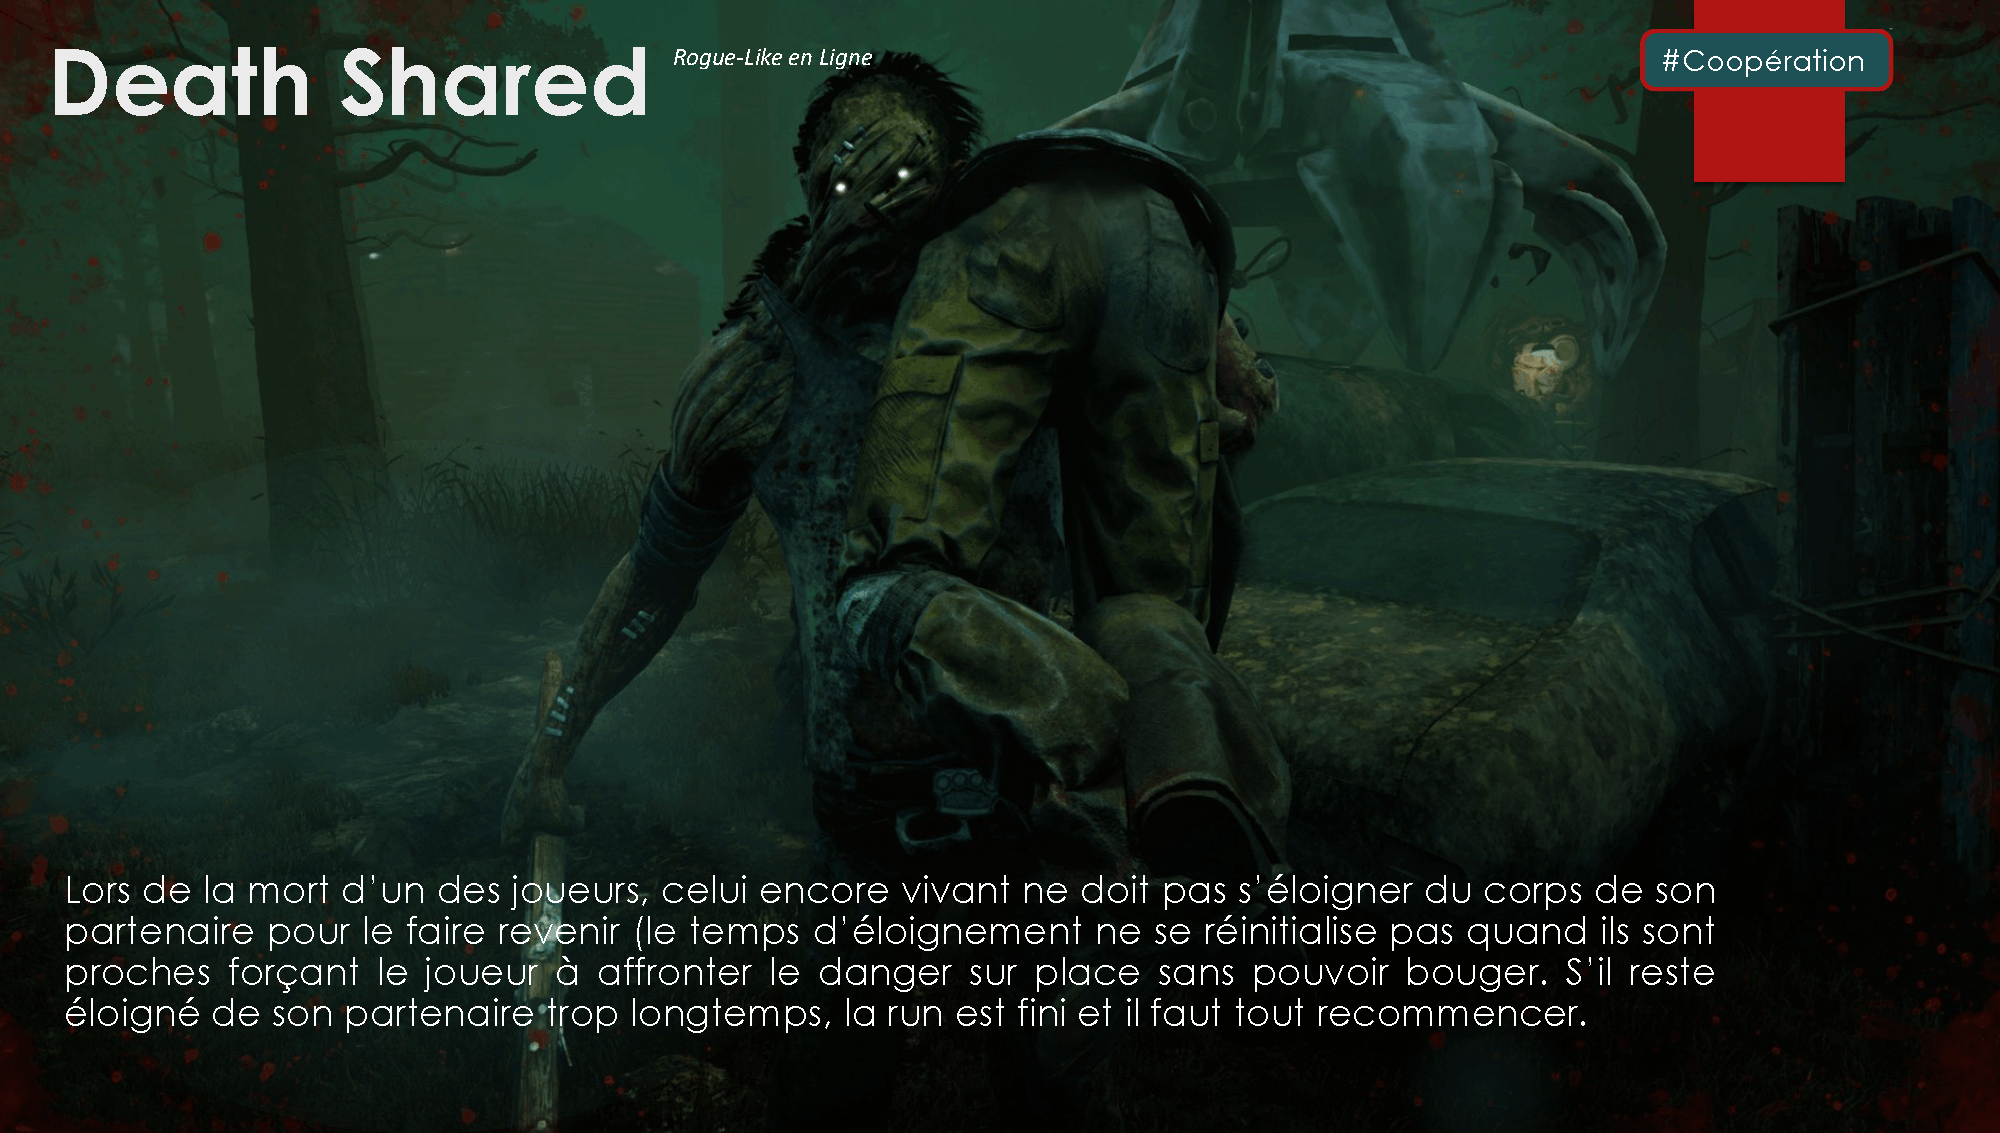 Death Shared
Rogue-Like en Ligne
#Coopération
Lors de la mort d’un des joueurs, celui encore vivant ne doit pas s’éloigner du corps de son
partenaire pour le faire revenir (le temps d’éloignement ne se réinitialise pas quand ils sont
proches forçant le joueur à affronter le danger sur place sans pouvoir bouger. S’il reste
éloigné de son partenaire trop longtemps, la run est fini et il faut tout recommencer.